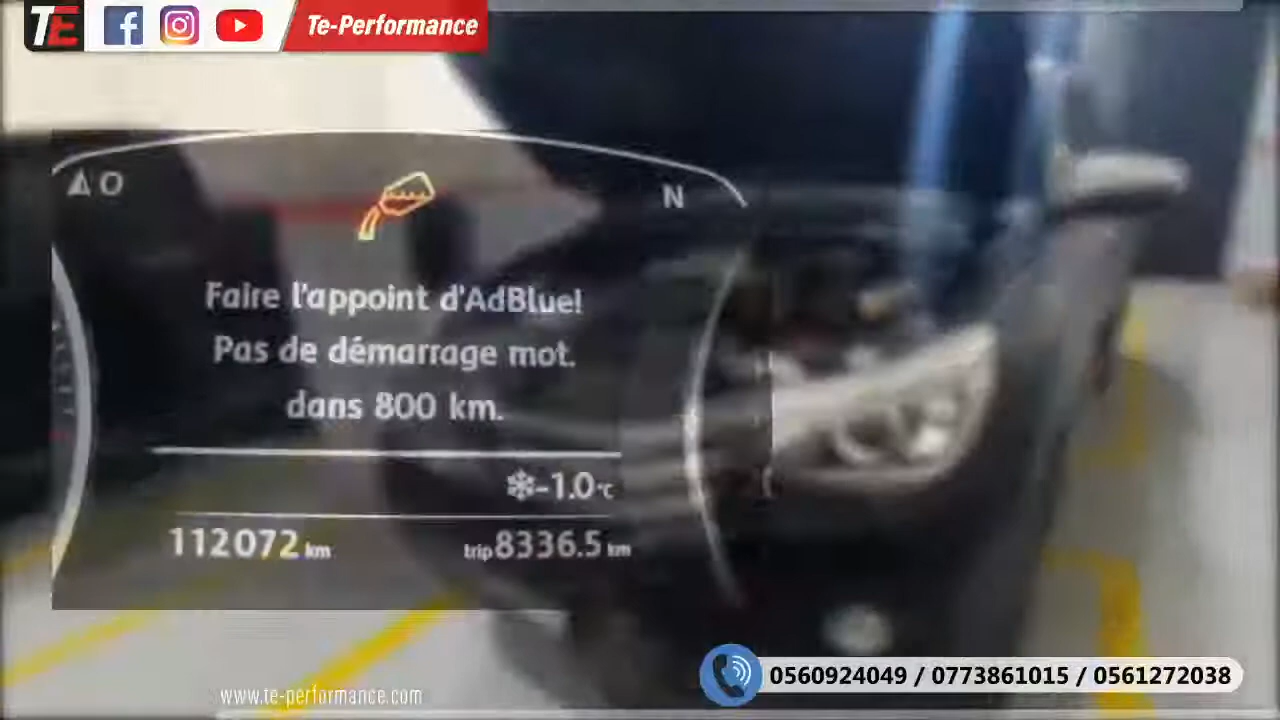 TE
Te-Performance
O
N
Faire l'appoint d'AdBlue!
Pas de démarrage mot.
dans 800 km.
-1.0°C
112072 km
trip 8336.5 km
0560924049 / 0773861015 / 0561272038
www.te-performance.com